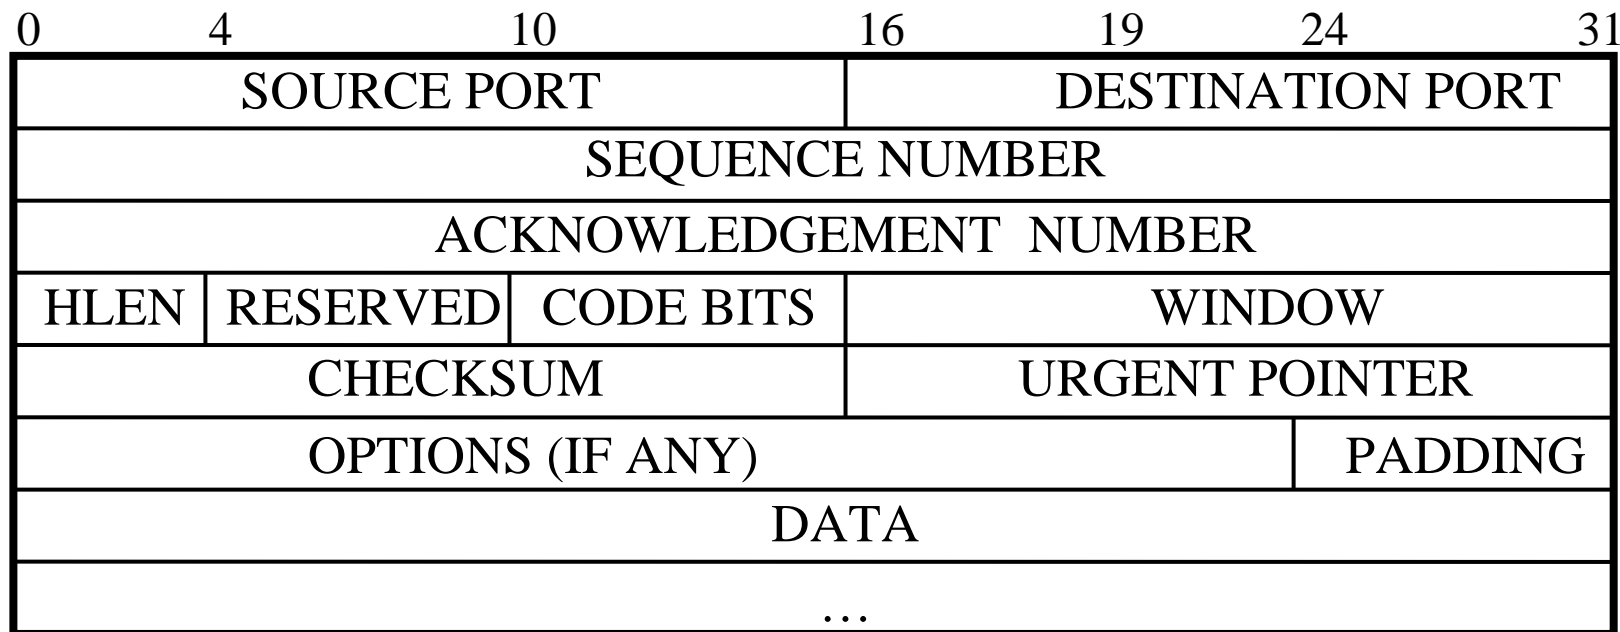 0 4 10 16 19 24 31
SOURCE PORT DESTINATION PORT
SEQUENCE NUMBER
ACKNOWLEDGEMENT NUMBER
HLEN RESERVED CODE BITS WINDOW
CHECKSUM URGENT POINTER
OPTIONS (IF ANY) PADDING
DATA
…